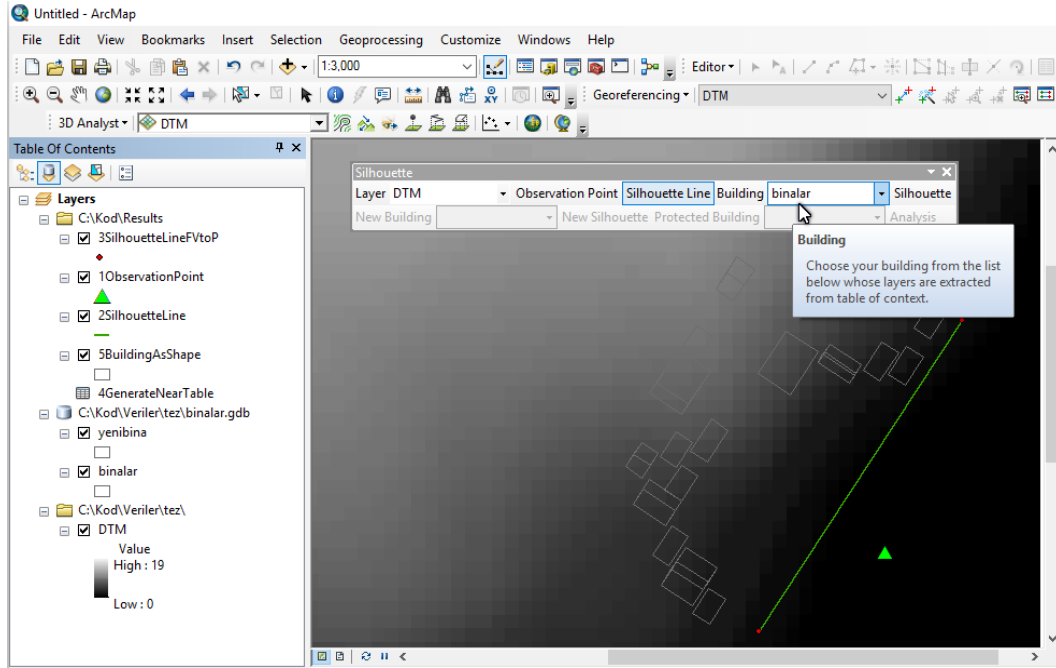 Untitled - ArcMap
File Edit View Bookmarks Insert Selection Geoprocessing Customize Windows Help
1:3,000 Editor
Georeferencing DTM
3D Analyst DTM
Table Of Contents
Layers
C:\Kod\Results
3SilhouetteLineFVtoP
1ObservationPoint
2SilhouetteLine
5BuildingAsShape
4GenerateNearTable
C:\Kod\Veriler\tez\binalar.gdb
yenibina
binalar
C:\Kod\Veriler\tez\
DTM
Value
High : 19
Low : 0
Silhouette
Layer DTM Observation Point Silhouette Line Building binalar Silhouette
New Building New Silhouette Protected Building Analysis
Building
Choose your building from the list
below whose layers are extracted
from table of context.